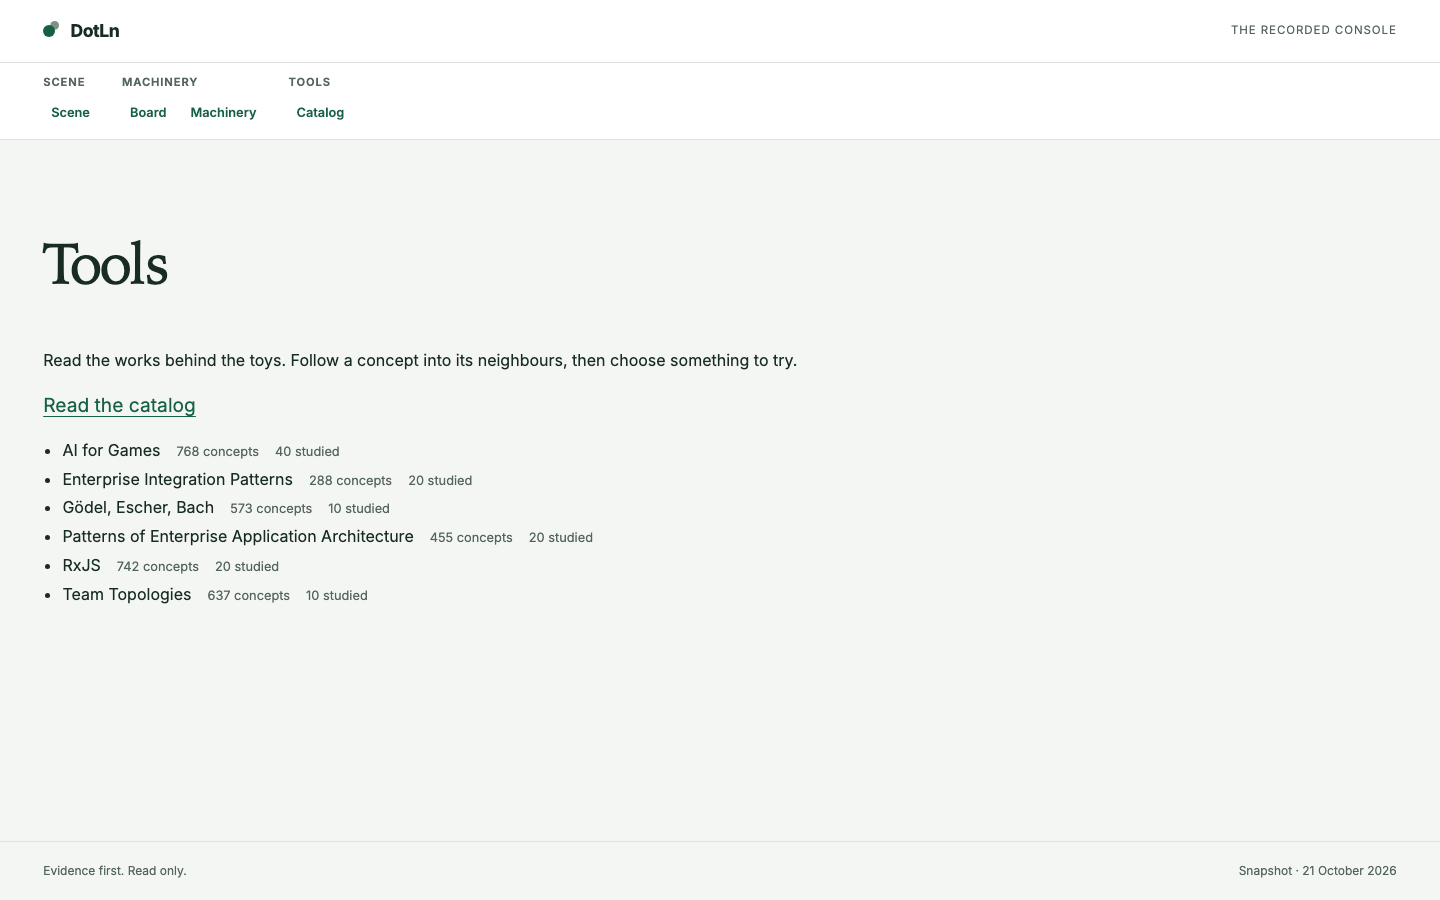 DotLn
THE RECORDED CONSOLE
SCENE MACHINERY TOOLS
Scene Board Machinery Catalog
Tools
Read the works behind the toys. Follow a concept into its neighbours, then choose something to try.
Read the catalog
• AI for Games 768 concepts 40 studied
• Enterprise Integration Patterns 288 concepts 20 studied
• Gödel, Escher, Bach 573 concepts 10 studied
• Patterns of Enterprise Application Architecture 455 concepts 20 studied
• RxJS 742 concepts 20 studied
• Team Topologies 637 concepts 10 studied
Evidence first. Read only.
Snapshot · 21 October 2026